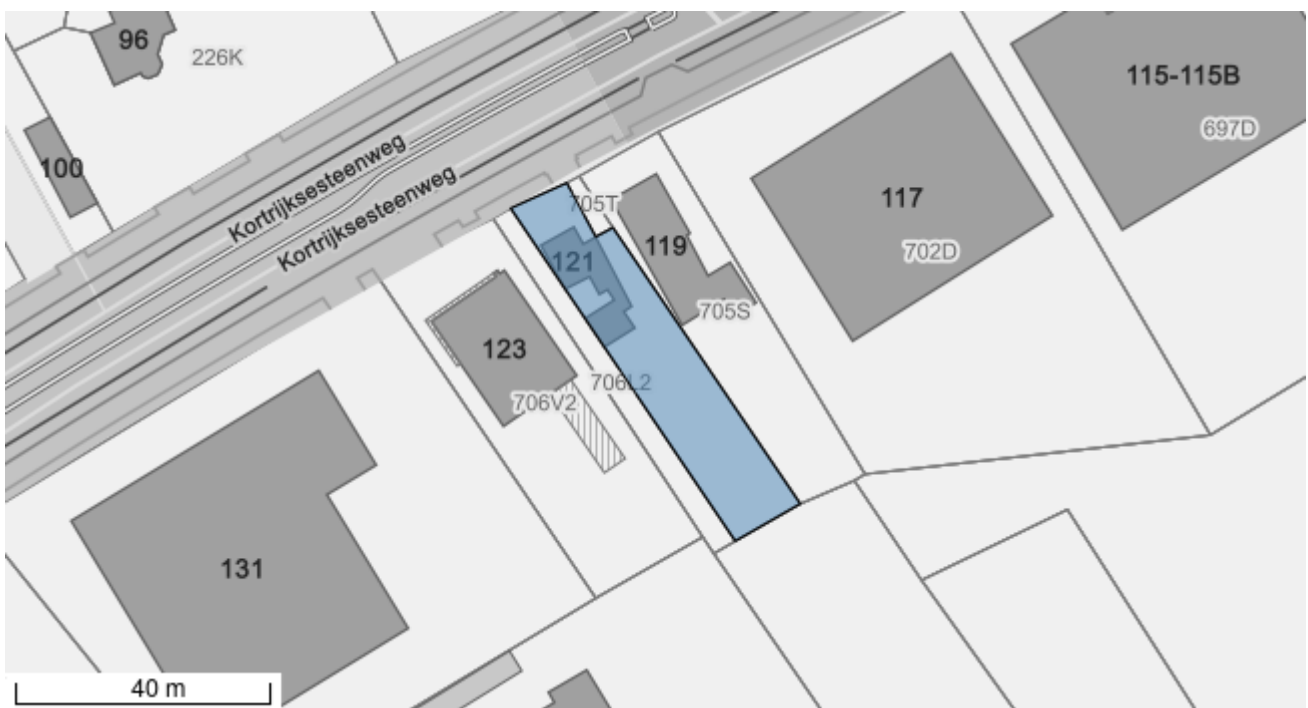 96
226K
115-115B
697D
100
Kortrijksesteenweg
Kortrijksesteenweg
117
702D
705T
119
121
705S
123
706L2
706V2
131
40 m